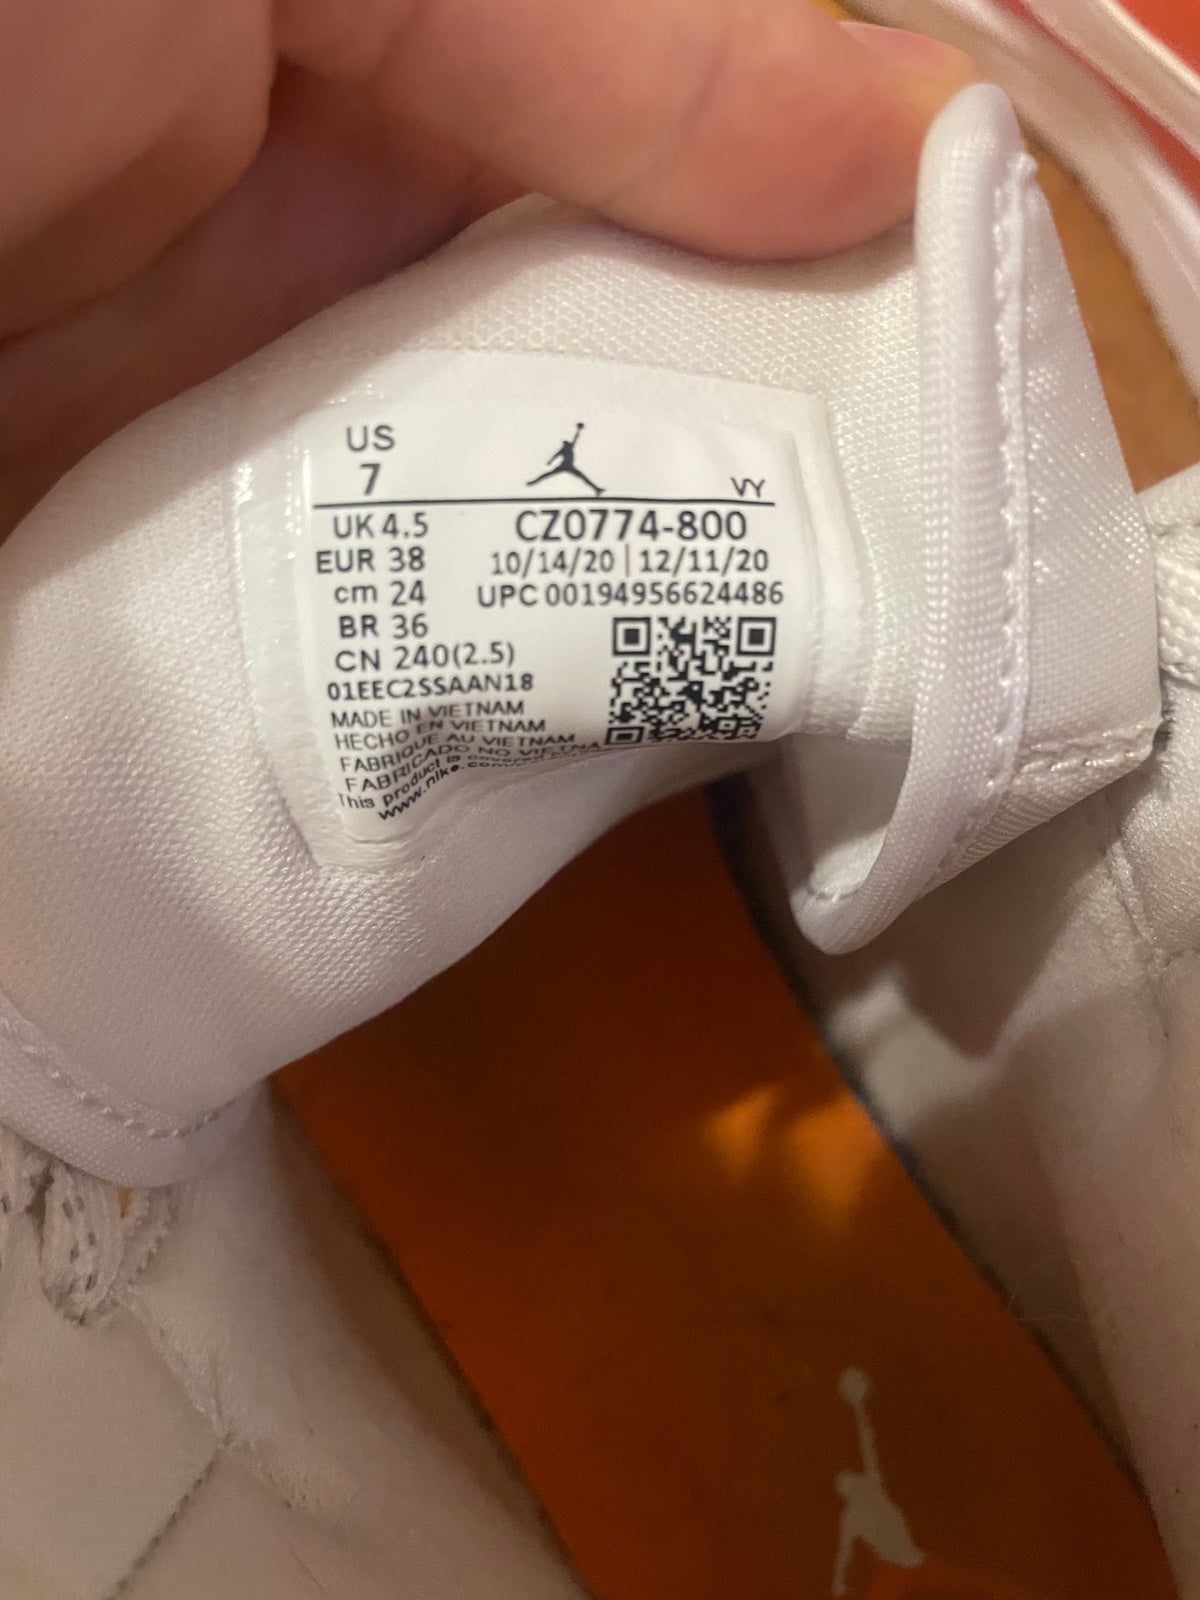 US
7
VY
UK 4.5
CZ0774-800
EUR 38
10/14/20 | 12/11/20
cm 24
UPC 00194956624486
BR 36
CN 240(2.5)
01EEC2SSAAN18
MADE IN VIETNAM
HECHO EN VIETNAM
FABRIQUE AU VIETNAM
FABRICADO NO VIETNA
This product is covered
www.nike.com